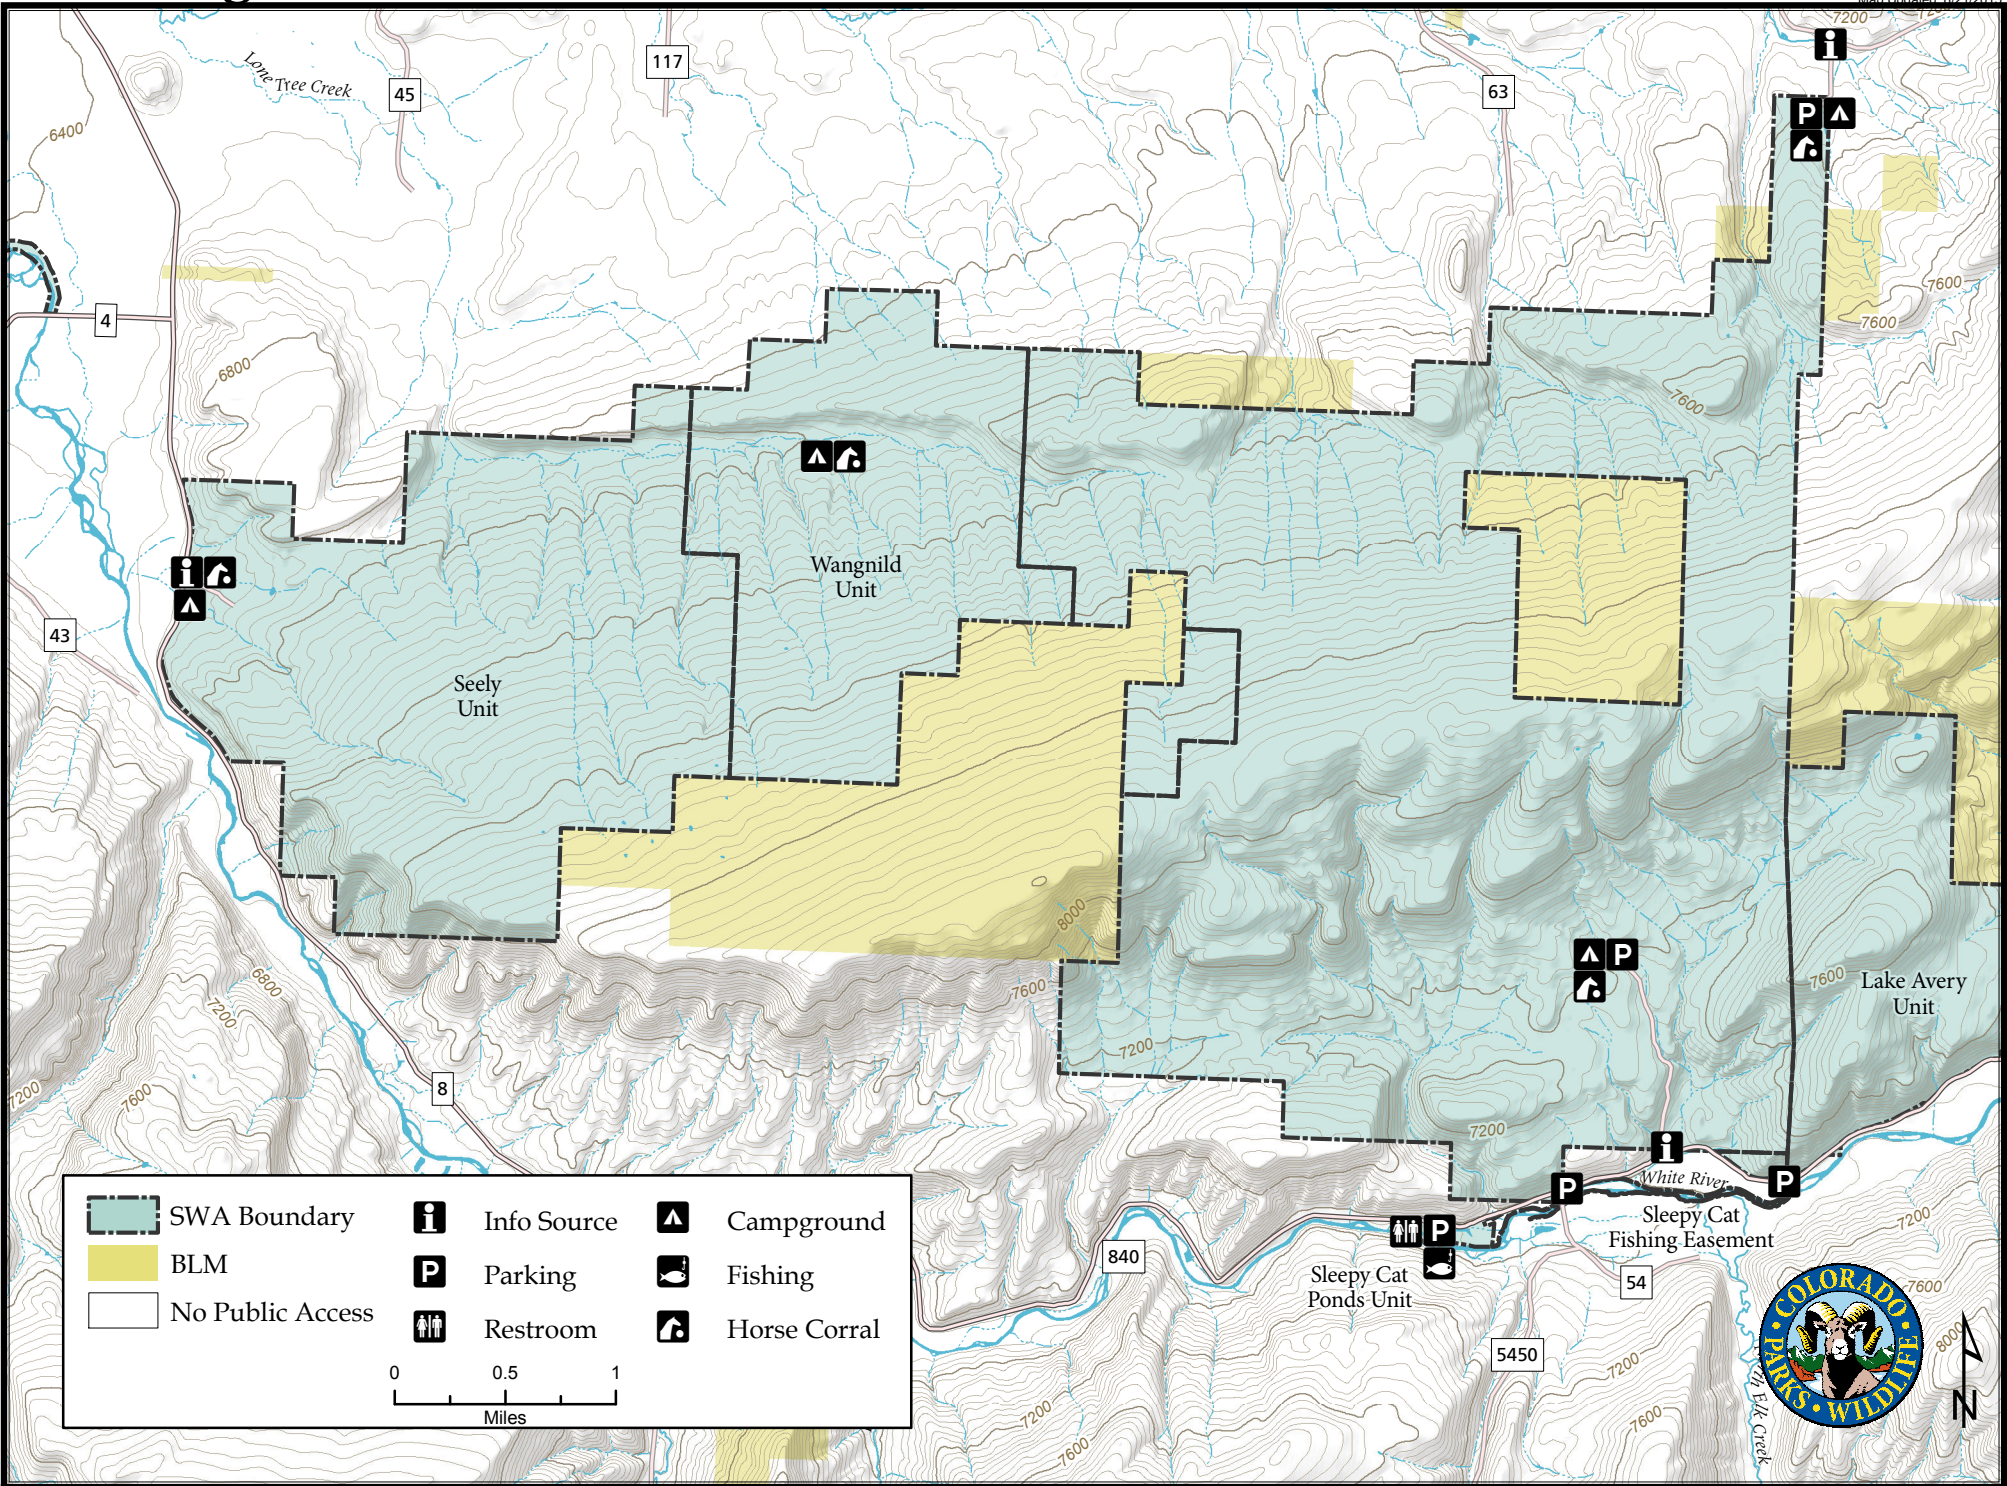 7200
Lone Tree Creek
45
117
63
6400
7600
7600
4
6800
7600
Wangnild
Unit
43
Seely
Unit
8000
7600
Lake Avery
Unit
7600
6800
7200
7200
7600
8
7200
7200
White River
Sleepy Cat
Fishing Easement
7200
840
Sleepy Cat
Ponds Unit
54
7600
8000
5450
7200
7200
7600
7600
Elk Creek
COLORADO
PARKS • WILDLIFE
N
SWA Boundary
BLM
No Public Access
Info Source
Parking
Restroom
Campground
Fishing
Horse Corral
0 0.5 1
Miles